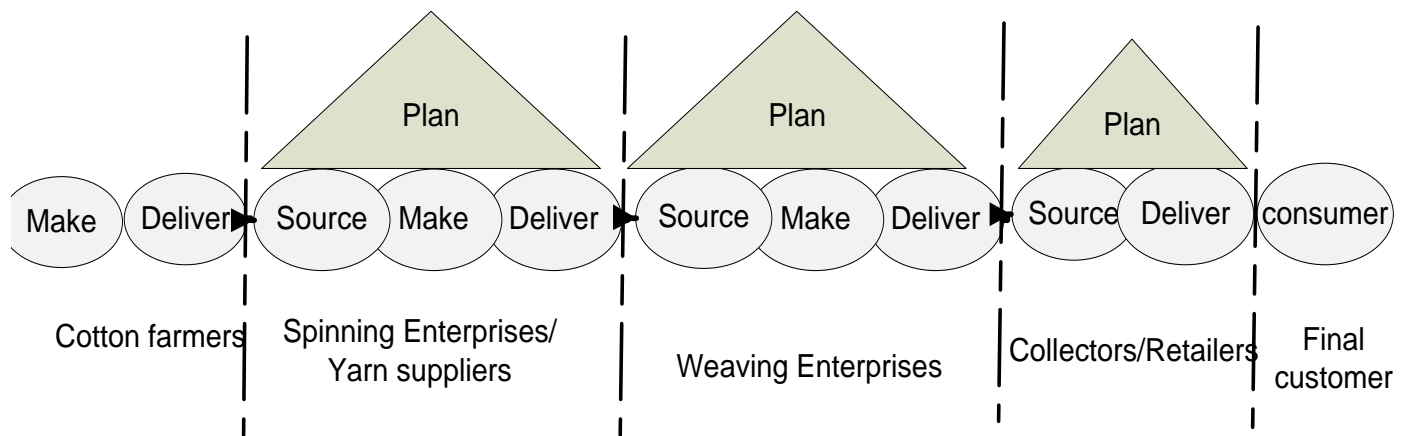 Plan
Plan
Plan
Make
Deliver
Source
Make
Deliver
Source
Make
Deliver
Source
Deliver
consumer
Cotton farmers
Spinning Enterprises/
Yarn suppliers
Weaving Enterprises
Collectors/Retailers
Final
customer